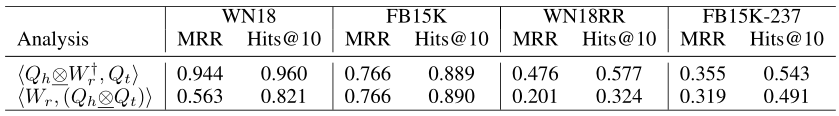 WN18 FB15K WN18RR FB15K-237
Analysis MRR Hits@10 MRR Hits@10 MRR Hits@10 MRR Hits@10
⟨Q_h⊗W_r^†, Q_t⟩ 0.944 0.960 0.766 0.889 0.476 0.577 0.355 0.543
⟨W_r, (Q_h⊗Q_t)⟩ 0.563 0.821 0.766 0.890 0.201 0.324 0.319 0.491